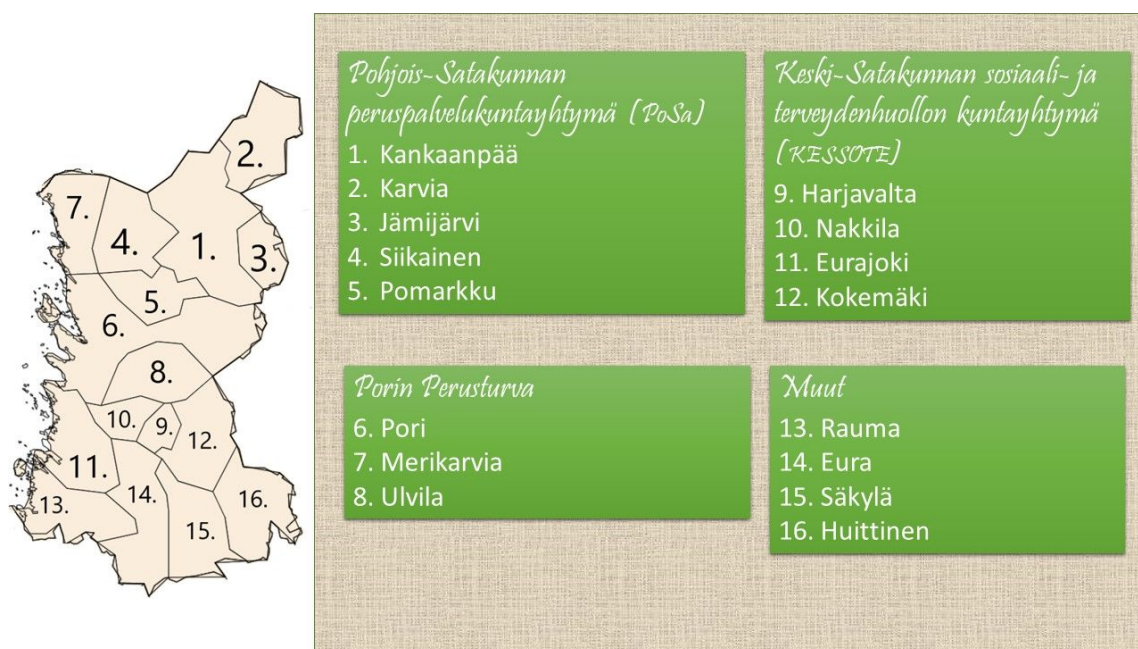 2.
7.
4.
1.
3.
5.
6.
8.
10.
9.
12.
11.
13.
14.
15.
16.
Pohjois-Satakunnan
peruspalvelukuntayhtymä (PoSa)
1. Kankaanpää
2. Karvia
3. Jämijärvi
4. Siikainen
5. Pomarkku
Keski-Satakunnan sosiaali- ja
terveydenhuollon kuntayhtymä
(KESSOTE)
9. Harjavalta
10. Nakkila
11. Eurajoki
12. Kokemäki
Porin Perusturva
6. Pori
7. Merikarvia
8. Ulvila
Muut
13. Rauma
14. Eura
15. Säkylä
16. Huittinen